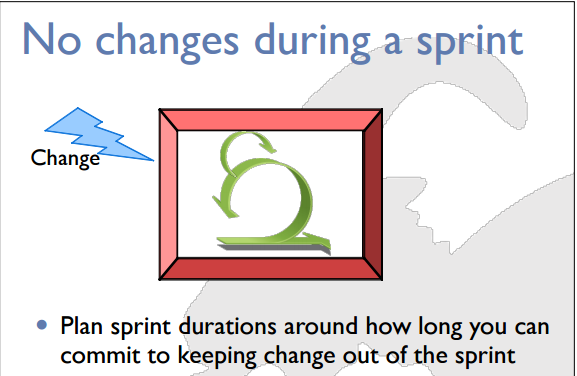 No changes during a sprint
Change
• Plan sprint durations around how long you can
commit to keeping change out of the sprint